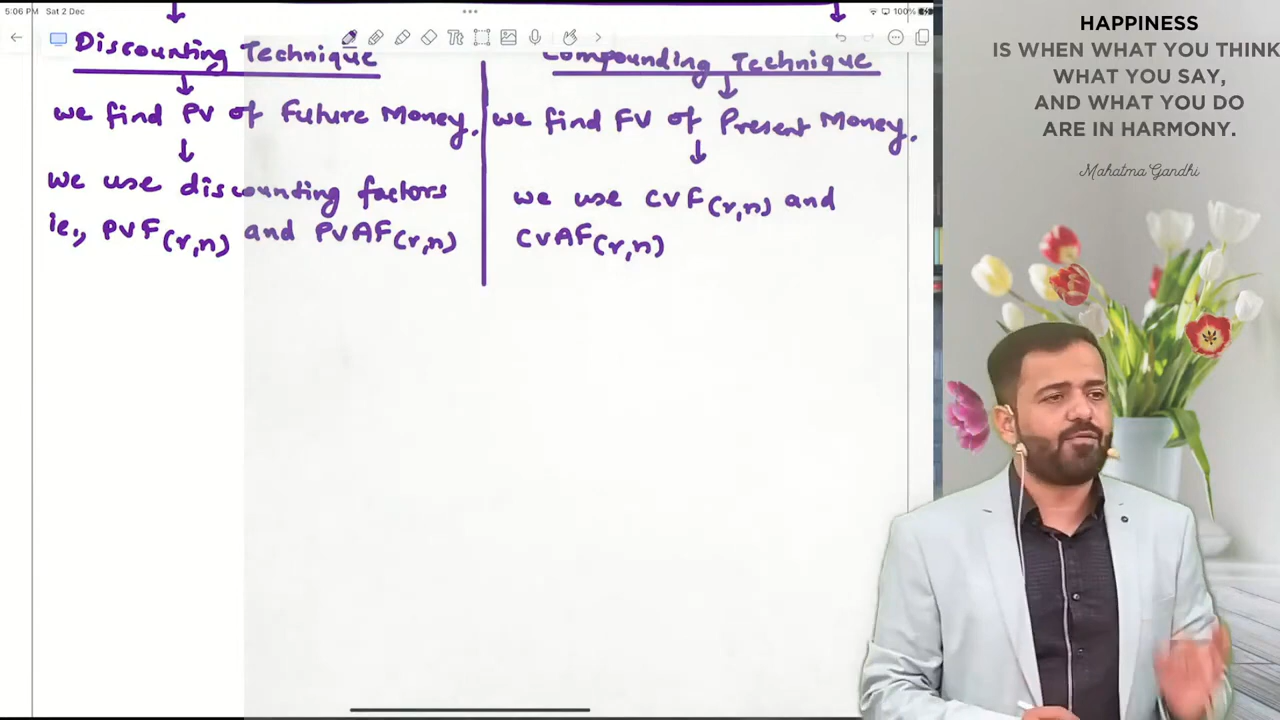 5:06 PM Sat 2 Dec
100%
Discounting Technique
we find PV of Future Money.
we use discounting factors
ie., PVF(r,n) and PVAF(r,n)
Compounding Technique
we find FV of Present Money.
we use CVF(r,n) and
CVAF(r,n)
HAPPINESS
IS WHEN WHAT YOU THINK
WHAT YOU SAY,
AND WHAT YOU DO
ARE IN HARMONY.
Mahatma Gandhi